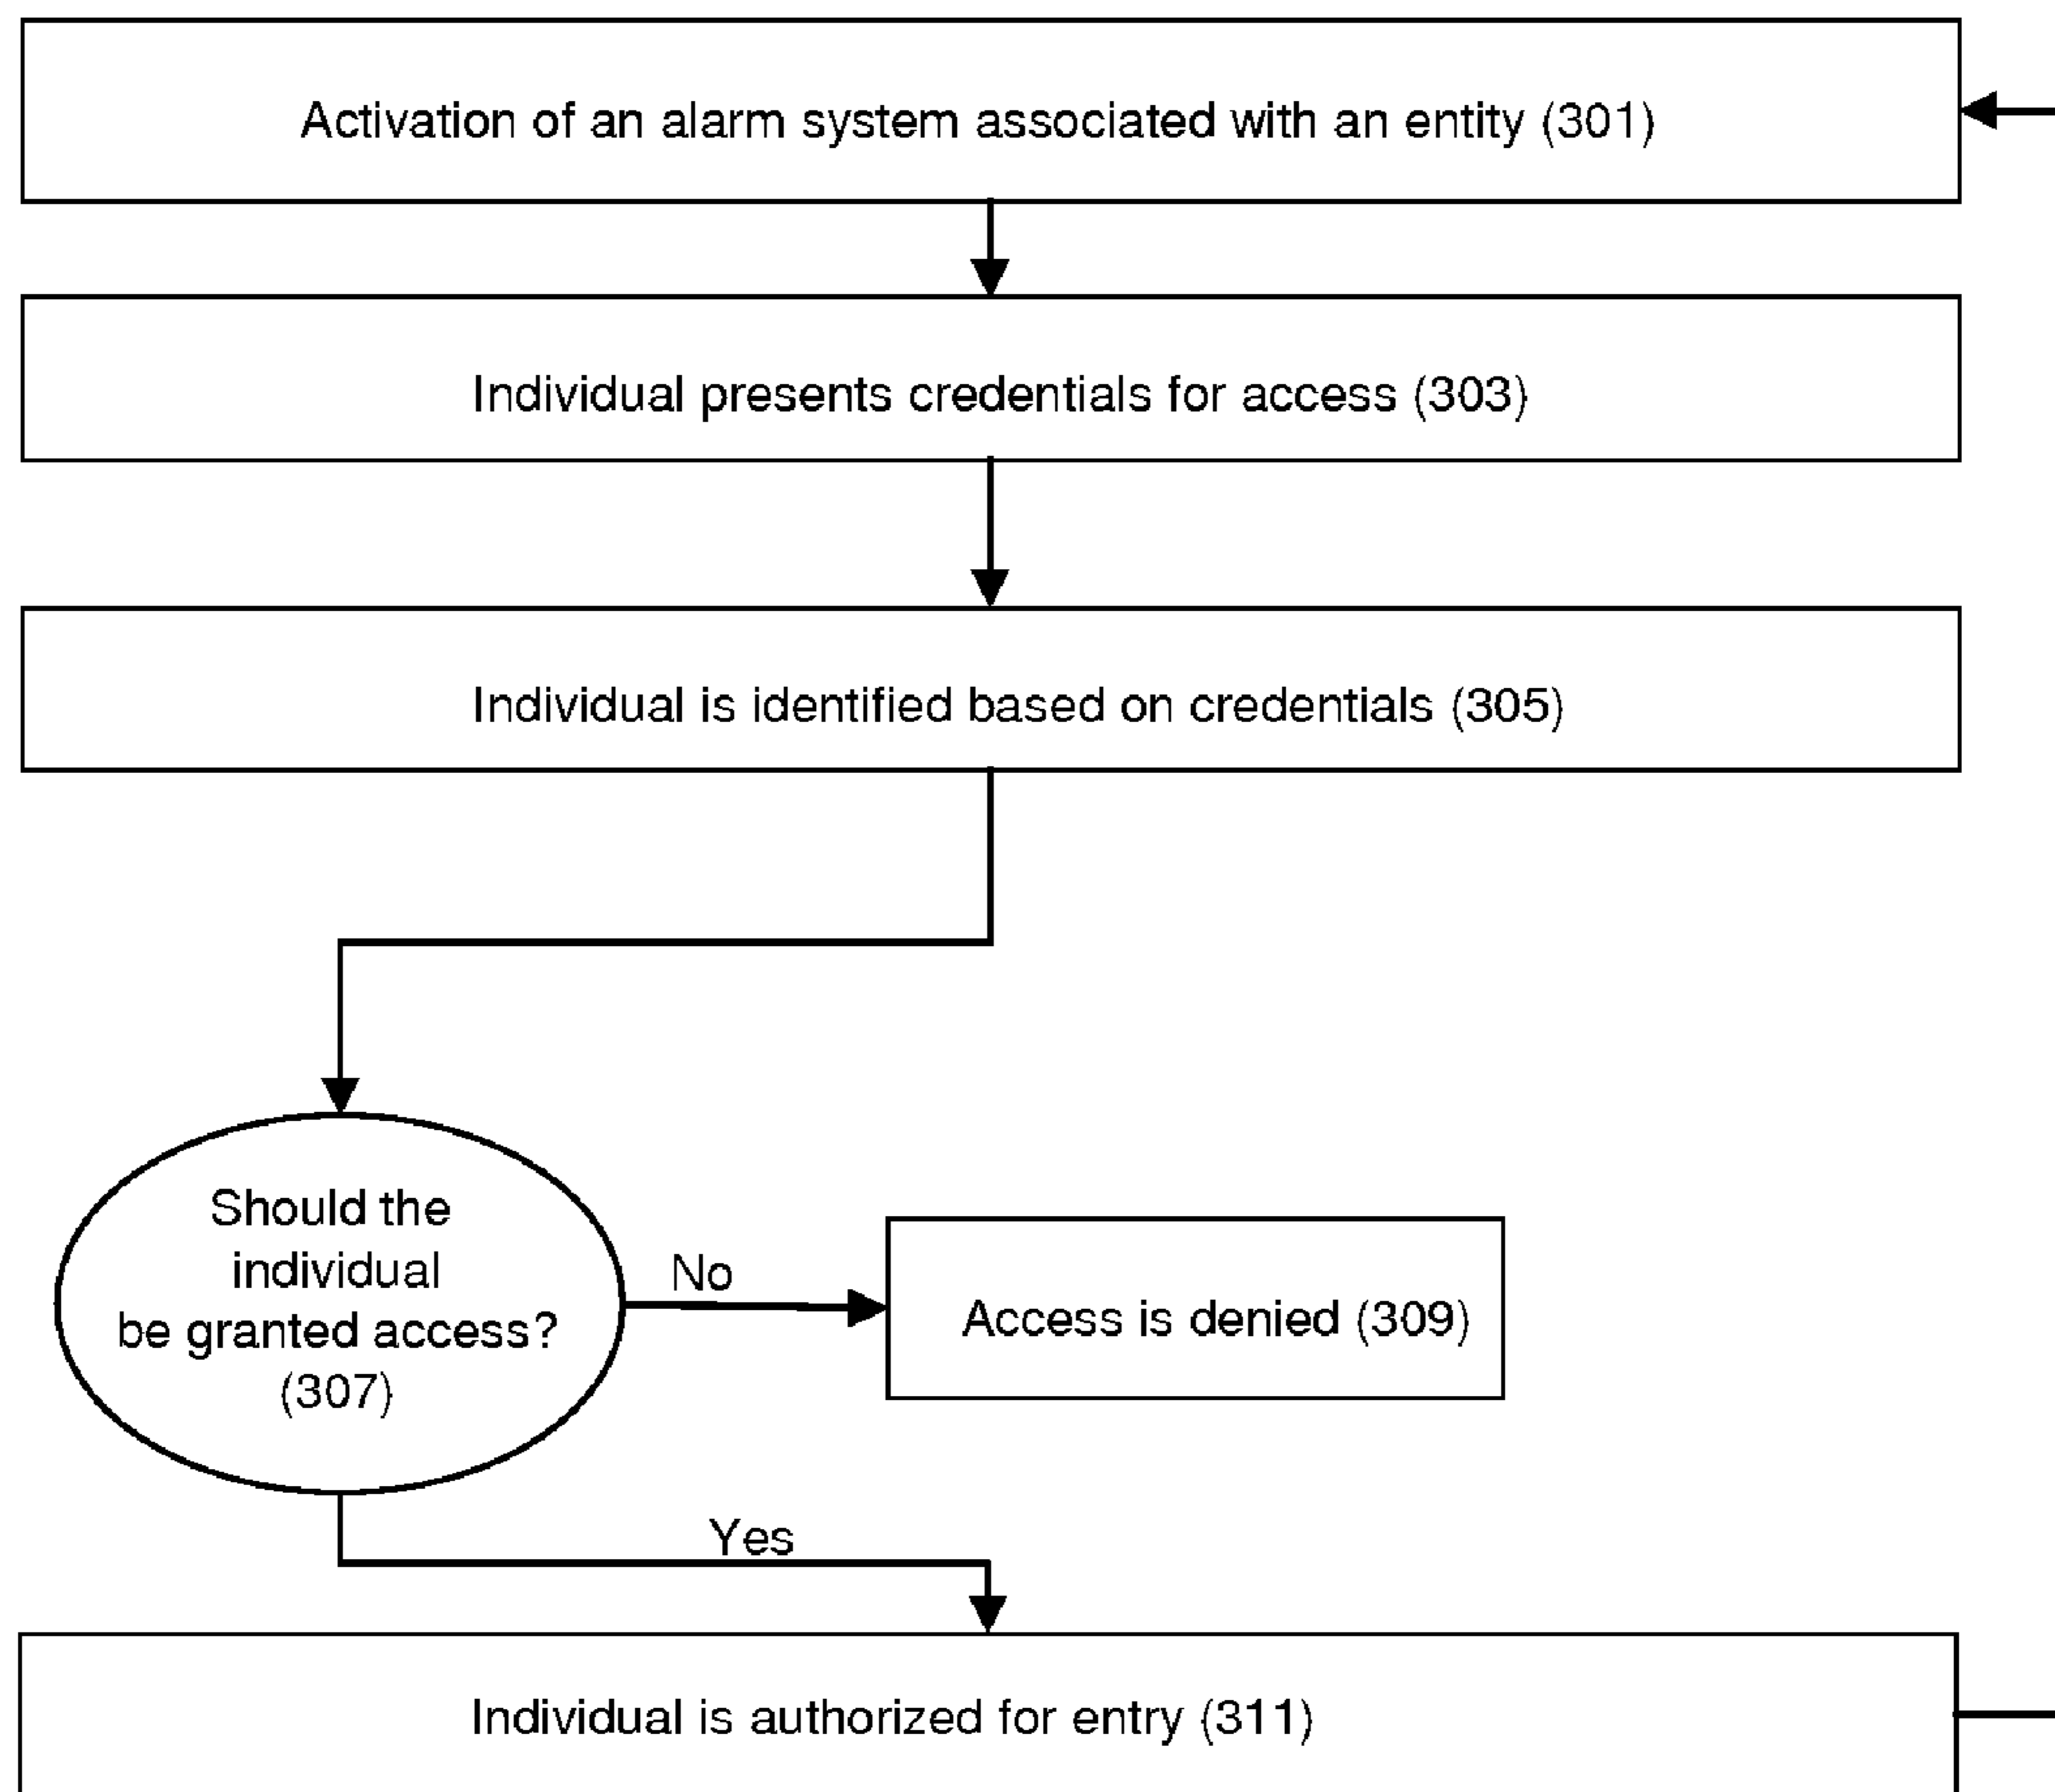 Activation of an alarm system associated with an entity (301)
Individual presents credentials for access (303)
Individual is identified based on credentials (305)
Should the
individual
be granted access?
(307)
No
Access is denied (309)
Yes
Individual is authorized for entry (311)